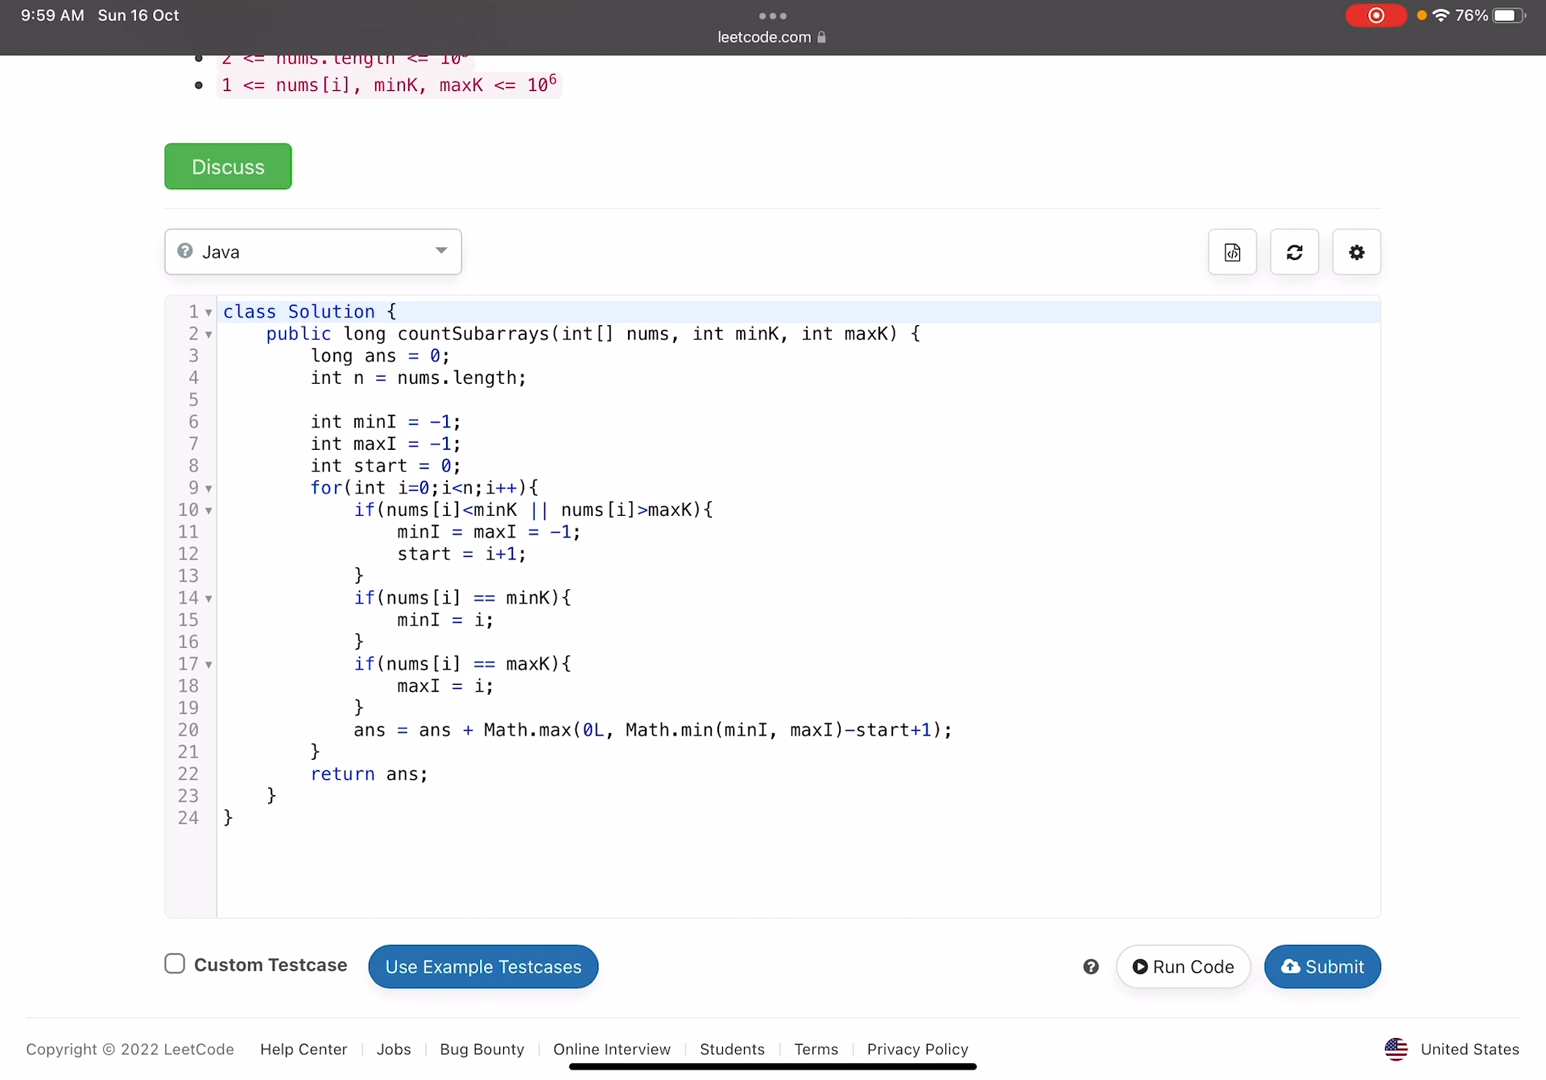 9:59 AM Sun 16 Oct
76%
leetcode.com
2 <= nums.length <= 10
1 <= nums[i], minK, maxK <= 10⁶
Discuss
Java
1 class Solution {
2     public long countSubarrays(int[] nums, int minK, int maxK) {
3         long ans = 0;
4         int n = nums.length;
5
6         int minI = -1;
7         int maxI = -1;
8         int start = 0;
9         for(int i=0;i<n;i++){
10             if(nums[i]<minK || nums[i]>maxK){
11                 minI = maxI = -1;
12                 start = i+1;
13             }
14             if(nums[i] == minK){
15                 minI = i;
16             }
17             if(nums[i] == maxK){
18                 maxI = i;
19             }
20             ans = ans + Math.max(0L, Math.min(minI, maxI)-start+1);
21         }
22         return ans;
23     }
24 }
Custom Testcase Use Example Testcases Run Code Submit
Copyright © 2022 LeetCode Help Center Jobs Bug Bounty Online Interview Students Terms Privacy Policy United States